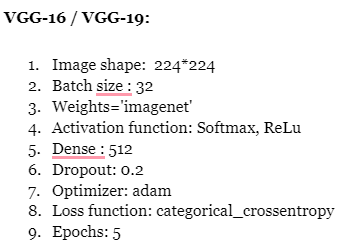 VGG-16 / VGG-19:
1. Image shape: 224*224
2. Batch size : 32
3. Weights='imagenet'
4. Activation function: Softmax, ReLu
5. Dense : 512
6. Dropout: 0.2
7. Optimizer: adam
8. Loss function: categorical_crossentropy
9. Epochs: 5